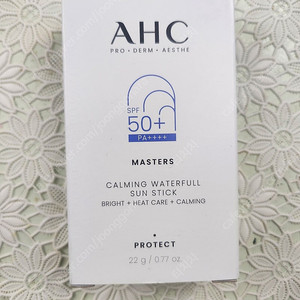 AHC
PRO • DERM • AESTHE
SPF
50+
PA++++
MASTERS
CALMING WATERFULL
SUN STICK
BRIGHT + HEAT CARE + CALMING
PROTECT
22 g / 0.77 oz.